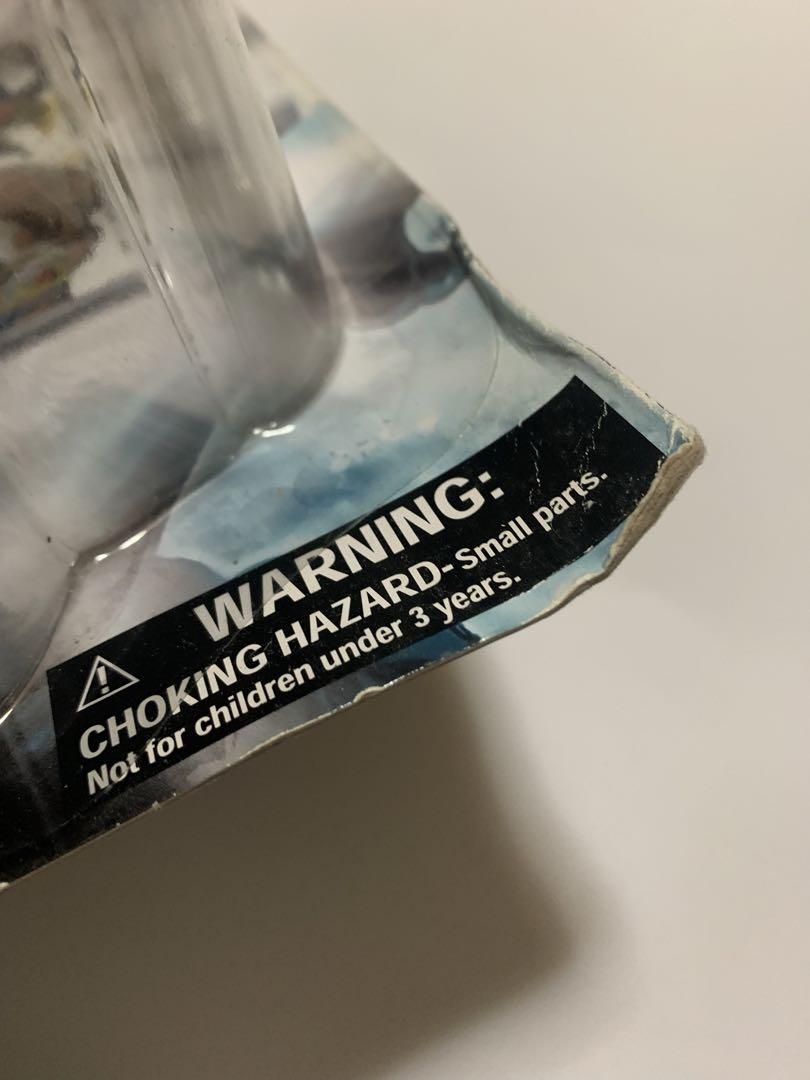 WARNING:
CHOKING HAZARD-Small parts.
Not for children under 3 years.